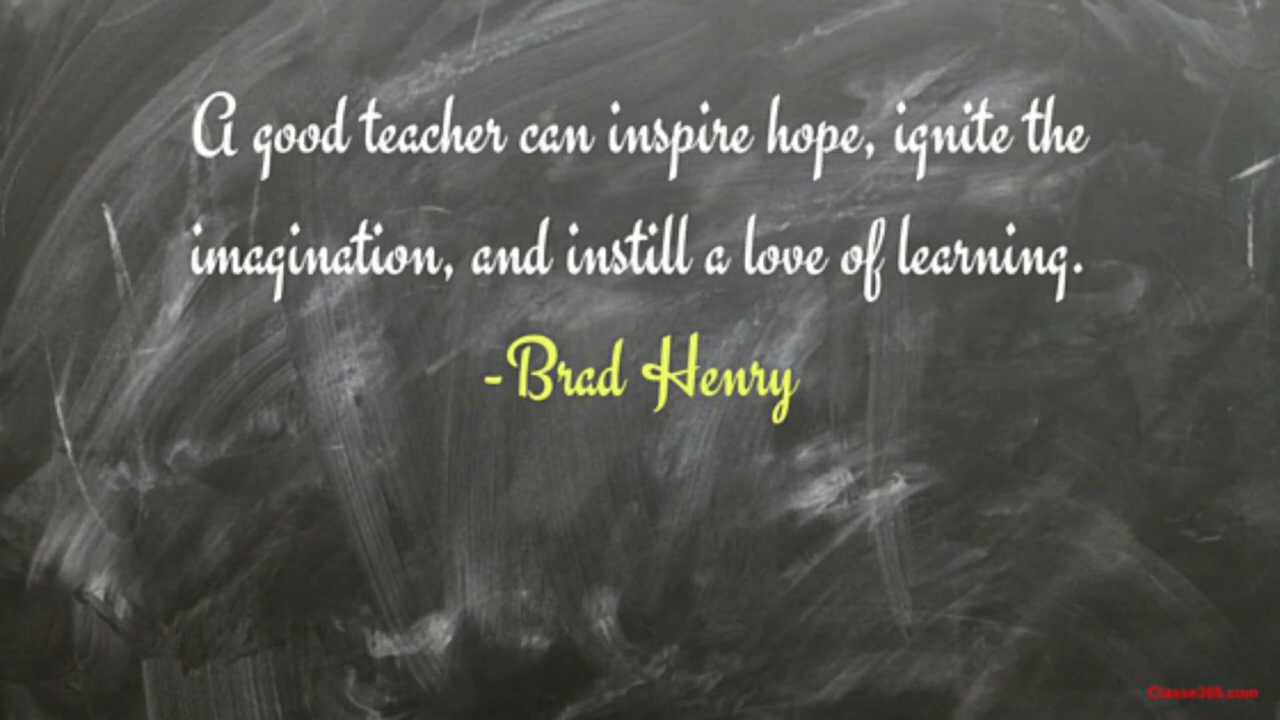 A good teacher can inspire hope, ignite the
imagination, and instill a love of learning.
-Brad Henry
Classe365.com